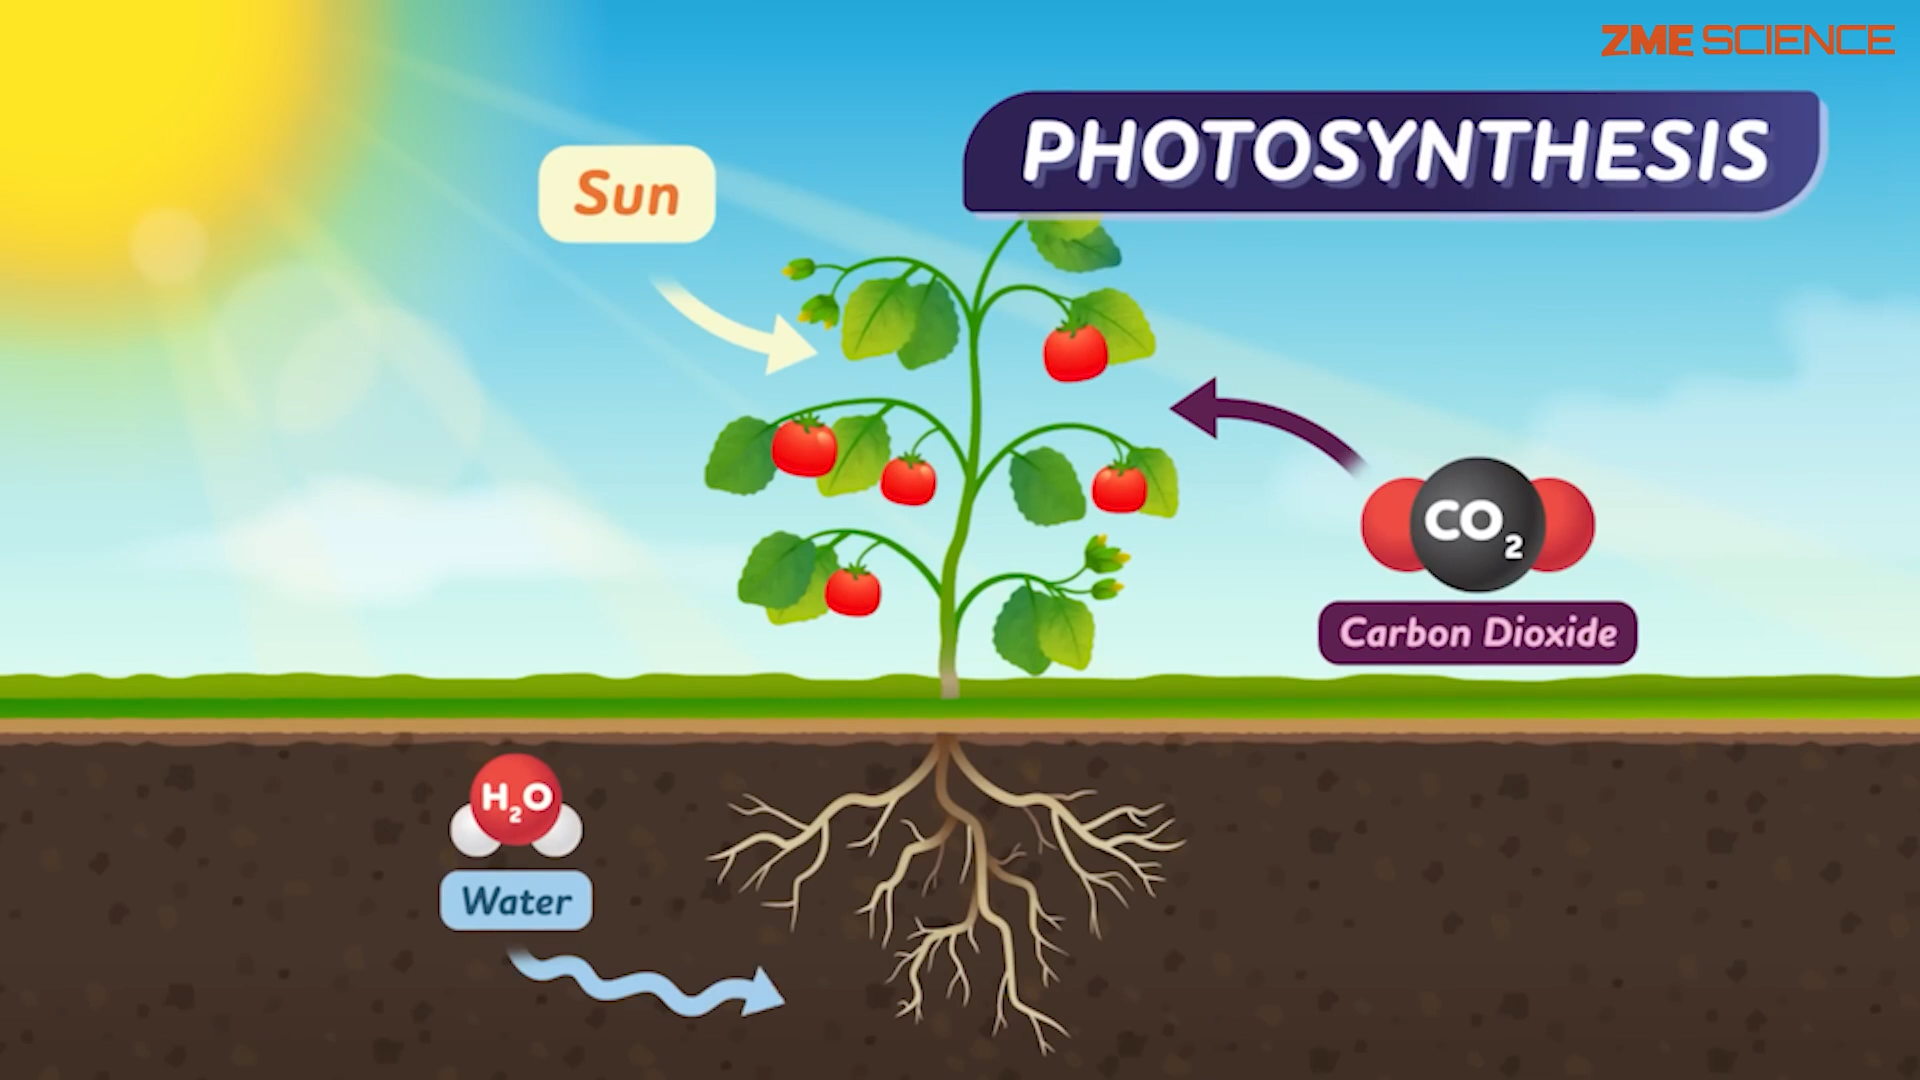 ZME SCIENCE
PHOTOSYNTHESIS
Sun
CO₂
Carbon Dioxide
H₂O
Water